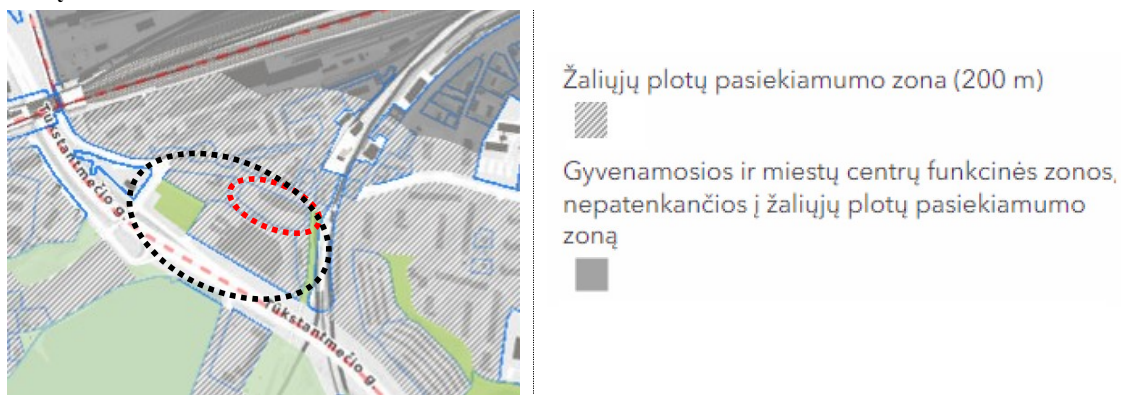 Tūkstantmečio g.
Tūkstantmečio g.
Žaliųjų plotų pasiekiamumo zona (200 m)
Gyvenamosios ir miestų centrų funkcinės zonos,
nepatenkančios į žaliųjų plotų pasiekiamumo
zoną